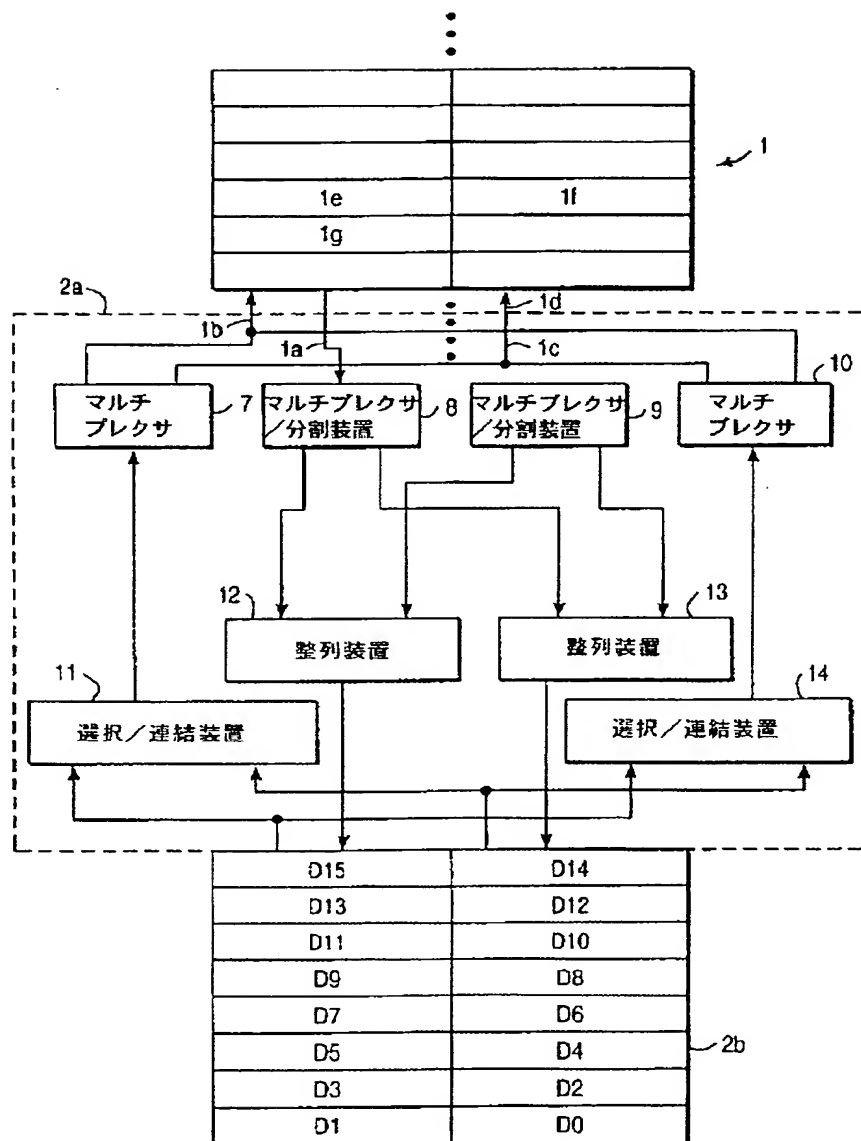 1
1e 1f
1g
2a
1b
1a
1d
1c
10
マルチ
プレクサ
7
マルチプレクサ
/分割装置
8
マルチプレクサ
/分割装置
9
マルチ
プレクサ
12
整列装置
13
整列装置
11
選択/連結装置
14
選択/連結装置
D15 D14
D13 D12
D11 D10
D9 D8
D7 D6
D5 D4
D3 D2
D1 D0
2b